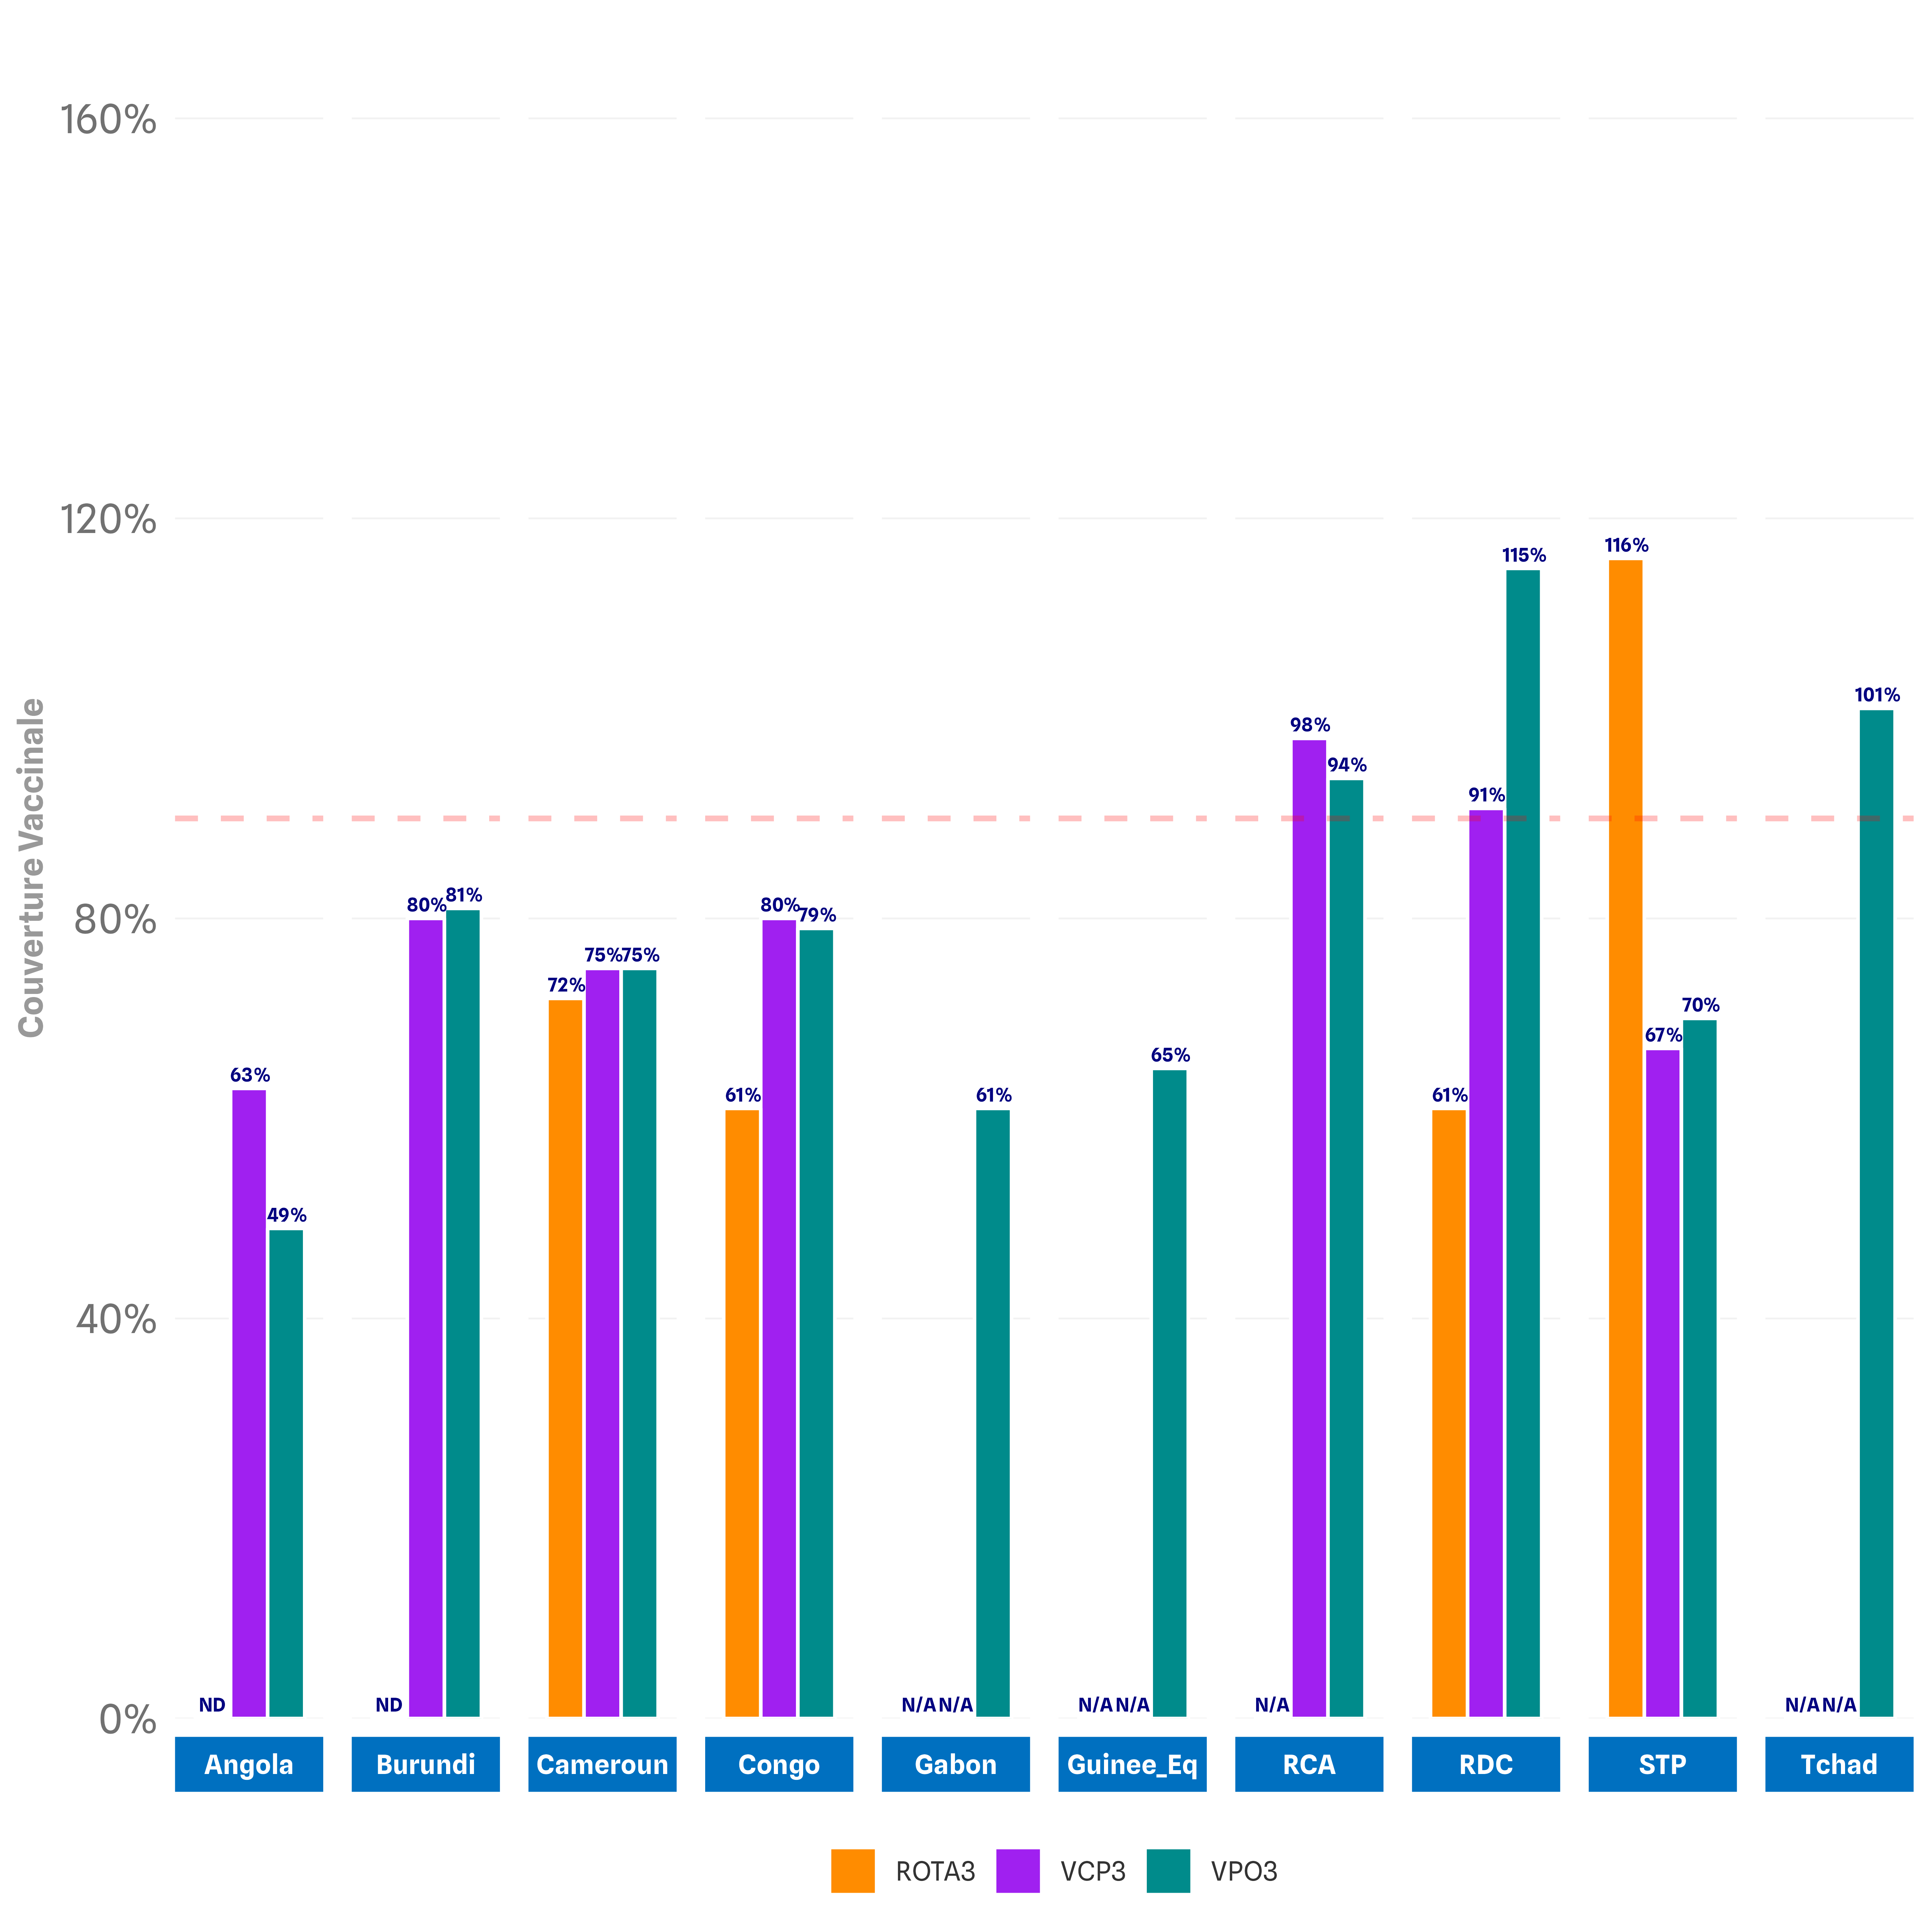 Couverture Vaccinale
160%
120%
80%
40%
0%
ND 63% 49%
ND 80% 81%
72% 75% 75%
61% 80% 79%
N/A N/A 61%
N/A N/A 65%
N/A 98% 94%
61% 91% 115%
116% 67% 70%
N/A N/A 101%
Angola Burundi Cameroun Congo Gabon Guinee_Eq RCA RDC STP Tchad
ROTA3 VCP3 VPO3